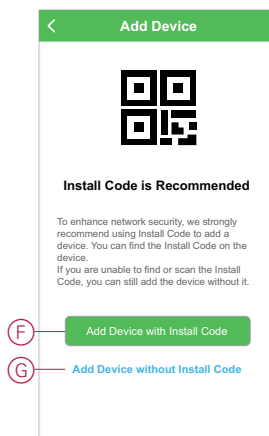 Add Device
Install Code is Recommended
To enhance network security, we strongly
recommend using Install Code to add a
device. You can find the Install Code on the
device.
If you are unable to find or scan the Install
Code, you can still add the device without it.
F
Add Device with Install Code
G
Add Device without Install Code